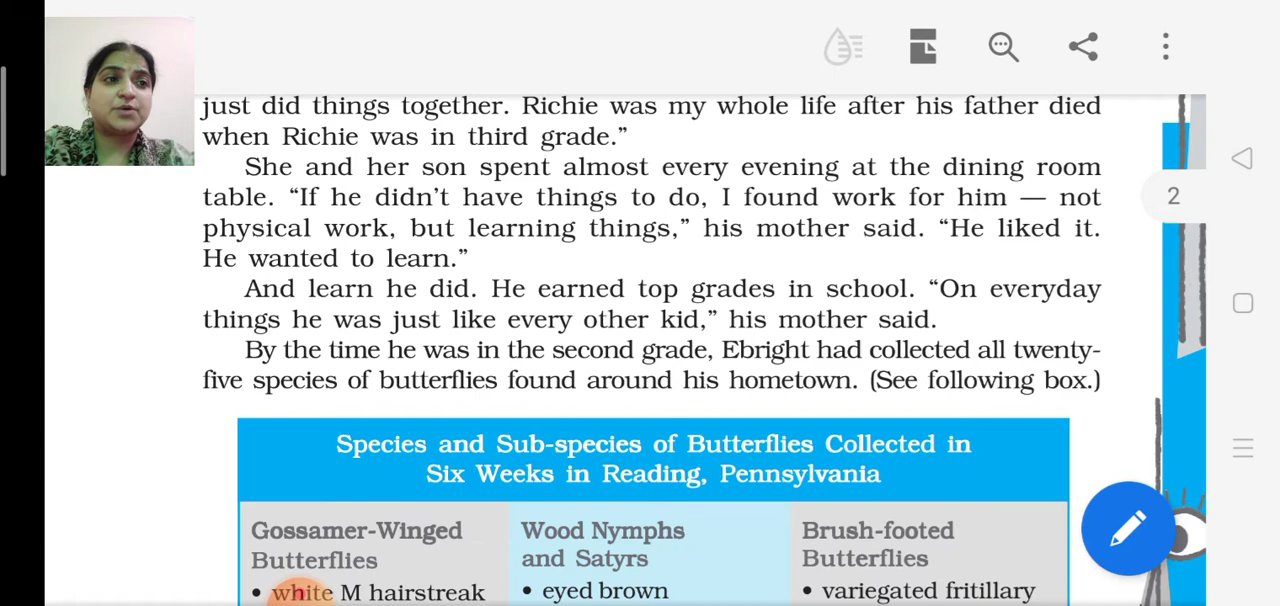 just did things together. Richie was my whole life after his father died
when Richie was in third grade.”
She and her son spent almost every evening at the dining room
table. “If he didn’t have things to do, I found work for him — not
physical work, but learning things,” his mother said. “He liked it.
He wanted to learn.”
And learn he did. He earned top grades in school. “On everyday
things he was just like every other kid,” his mother said.
By the time he was in the second grade, Ebright had collected all twenty-
five species of butterflies found around his hometown. (See following box.)
2
Species and Sub-species of Butterflies Collected in
Six Weeks in Reading, Pennsylvania
Gossamer-Winged
Butterflies
• white M hairstreak
Wood Nymphs
and Satyrs
• eyed brown
Brush-footed
Butterflies
• variegated fritillary